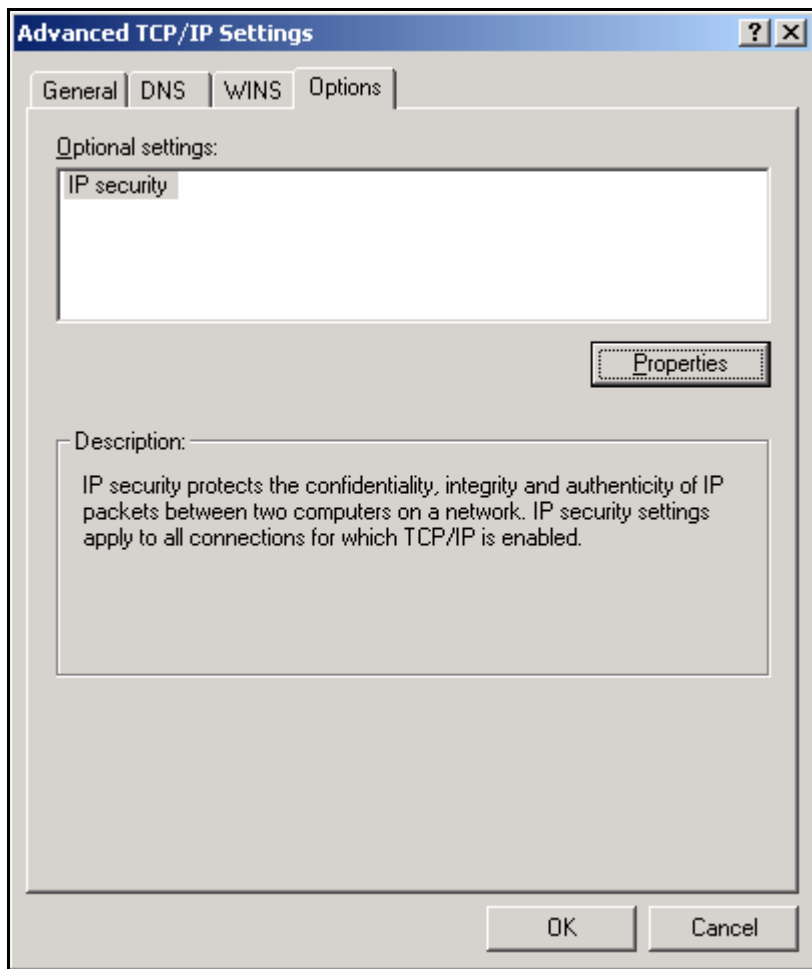 Advanced TCP/IP Settings
General DNS WINS Options
Optional settings:
IP security
Properties
Description:
IP security protects the confidentiality, integrity and authenticity of IP
packets between two computers on a network. IP security settings
apply to all connections for which TCP/IP is enabled.
OK Cancel